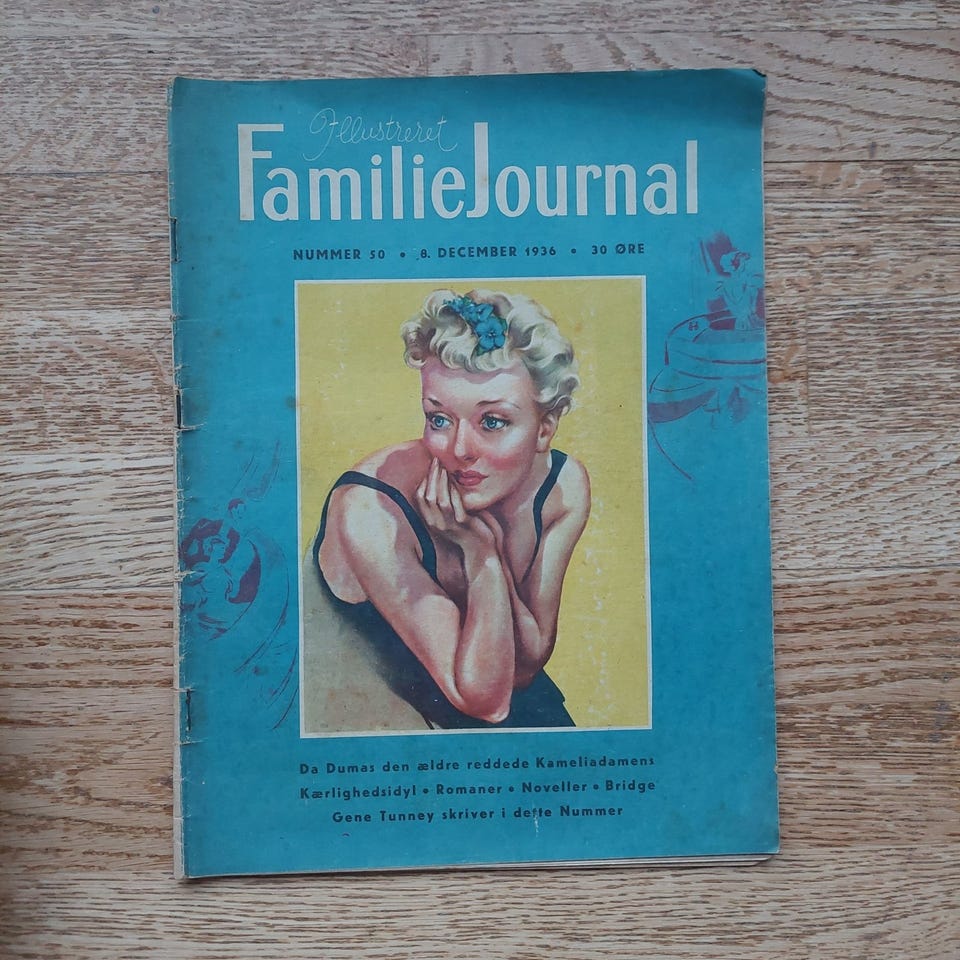 Illustreret
FamilieJournal
NUMMER 50 • 8. DECEMBER 1936 • 30 ØRE
Da Dumas den ældre reddede Kameliadamens
Kærlighedsidyl • Romaner • Noveller • Bridge
Gene Tunney skriver i dette Nummer